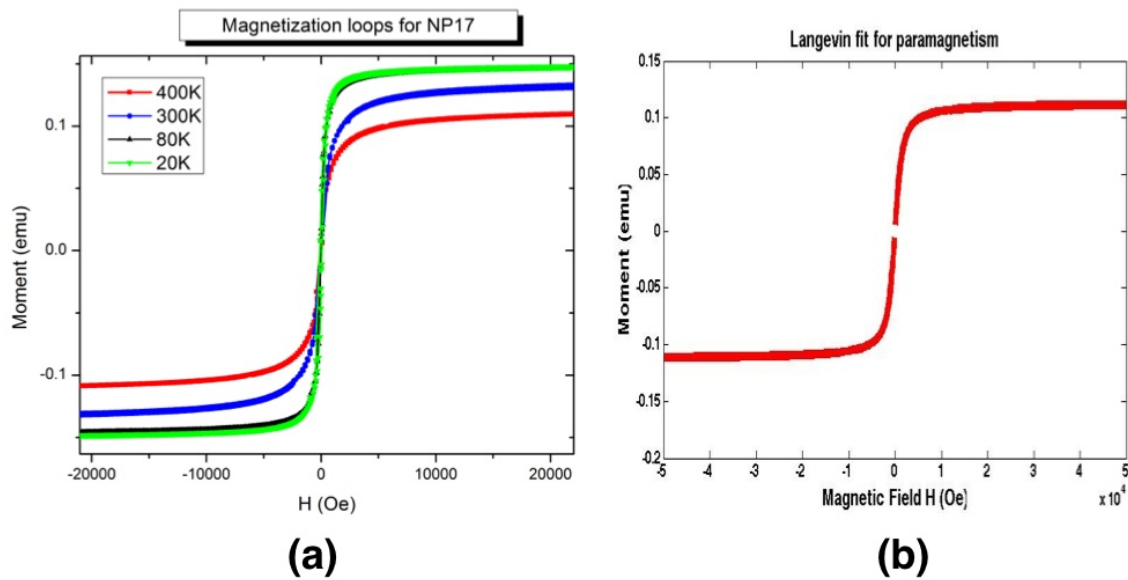 Magnetization loops for NP17
400K
300K
80K
20K
0.1
0.0
-0.1
Moment (emu)
-20000 -10000 0 10000 20000
H (Oe)
(a)
Langevin fit for paramagnetism
0.15
0.1
0.05
0
-0.05
-0.1
-0.15
-0.2
Moment (emu)
-5 -4 -3 -2 -1 0 1 2 3 4 5
x 10^4
Magnetic Field H (Oe)
(b)